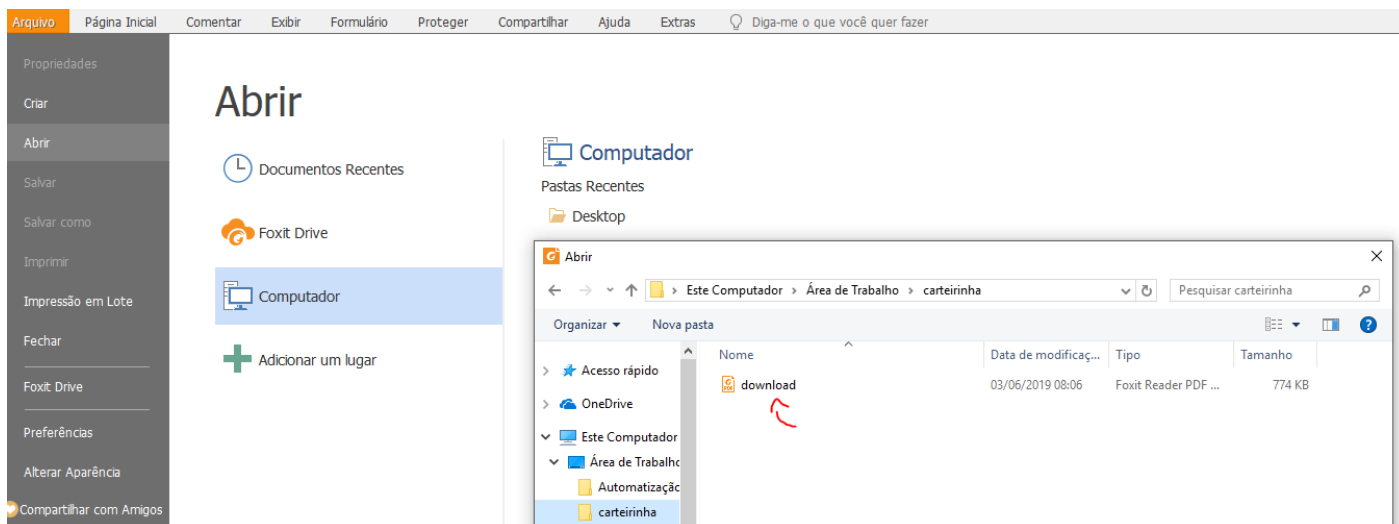 Arquivo Página Inicial Comentar Exibir Formulário Proteger Compartilhar Ajuda Extras Diga-me o que você quer fazer
Propriedades
Criar
Abrir
Salvar
Salvar como
Imprimir
Impressão em Lote
Fechar
Foxit Drive
Preferências
Alterar Aparência
Compartilhar com Amigos
Abrir
Documentos Recentes
Foxit Drive
Computador
Adicionar um lugar
Computador
Pastas Recentes
Desktop
Abrir
Este Computador > Área de Trabalho > carteirinha
Pesquisar carteirinha
Organizar Nova pasta
Nome Data de modificaç... Tipo Tamanho
download 03/06/2019 08:06 Foxit Reader PDF ... 774 KB
Acesso rápido
OneDrive
Este Computador
Área de Trabalho
Automatização
carteirinha